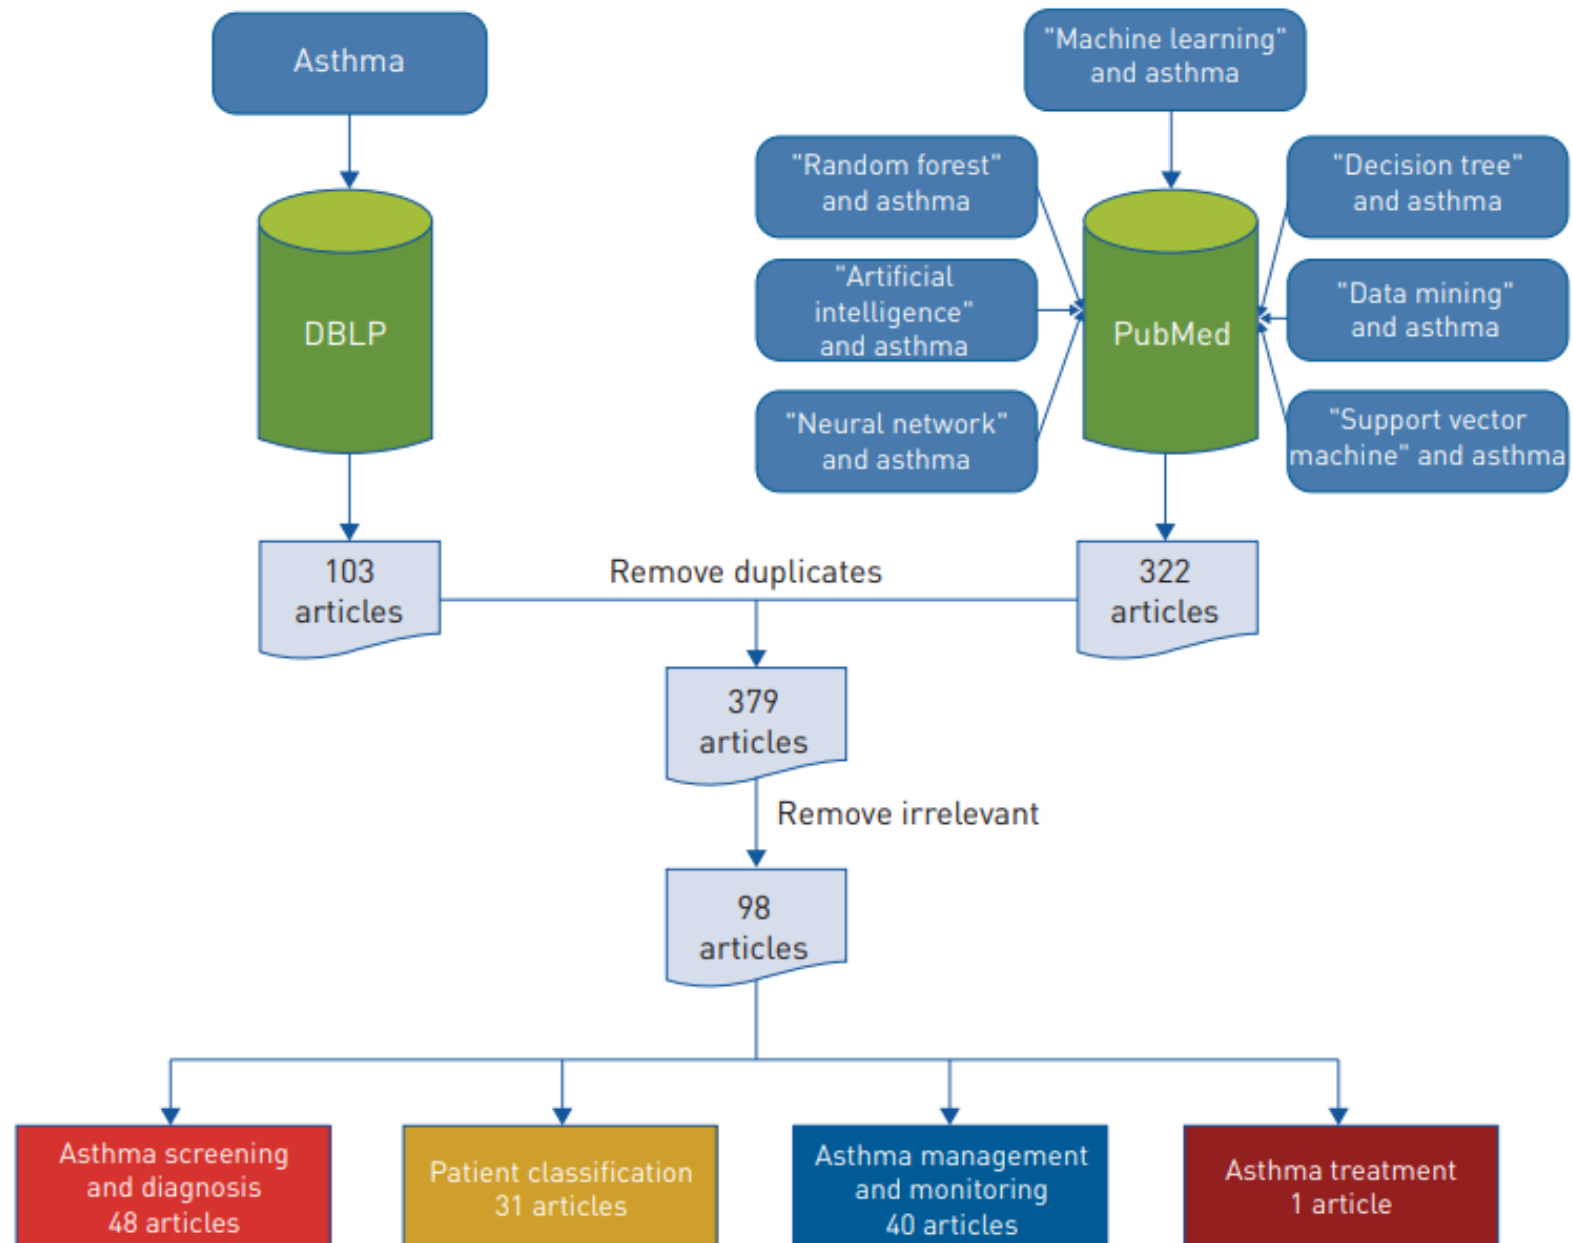 Asthma
"Machine learning"
and asthma
"Random forest"
and asthma
"Decision tree"
and asthma
"Artificial
intelligence"
and asthma
"Data mining"
and asthma
"Neural network"
and asthma
"Support vector
machine" and asthma
DBLP
PubMed
103
articles
Remove duplicates
322
articles
379
articles
Remove irrelevant
98
articles
Asthma screening
and diagnosis
48 articles
Patient classification
31 articles
Asthma management
and monitoring
40 articles
Asthma treatment
1 article